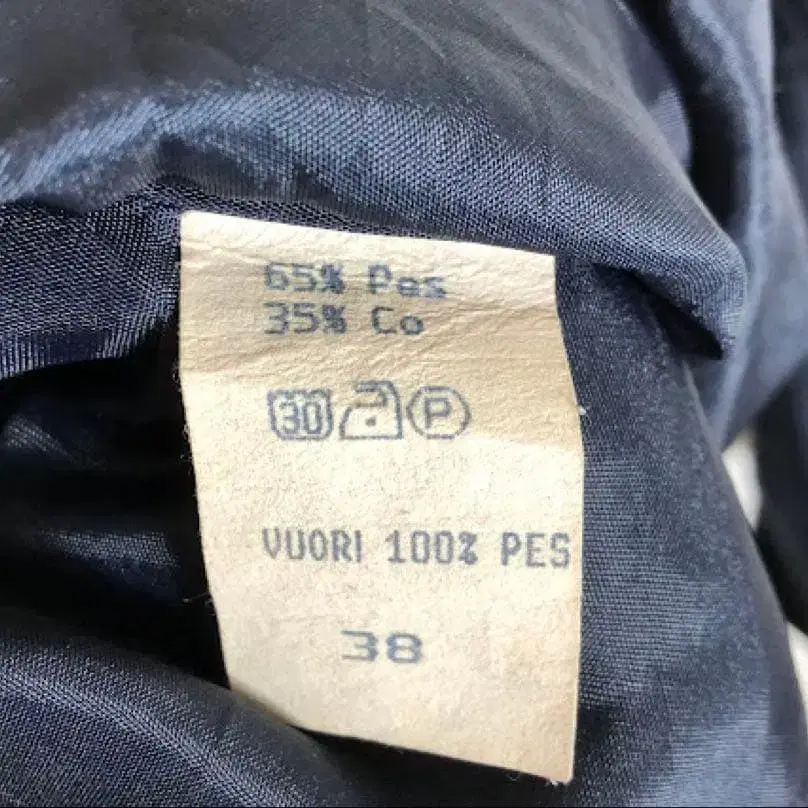 65% Pes
35% Co
30 P
VUORI 100% PES
38